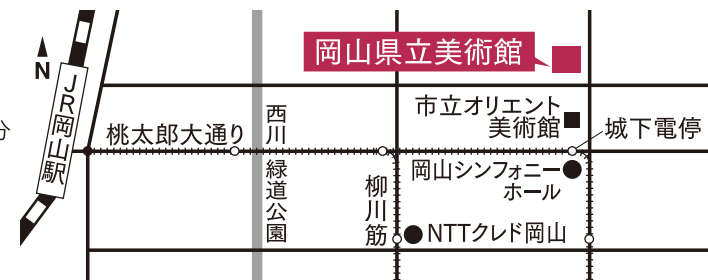 岡山県立美術館
N
JR岡山駅
分
市立オリエント
美術館
城下電停
桃太郎大通り
西川
緑道公園
岡山シンフォニー
ホール
柳川筋
NTTクレド岡山